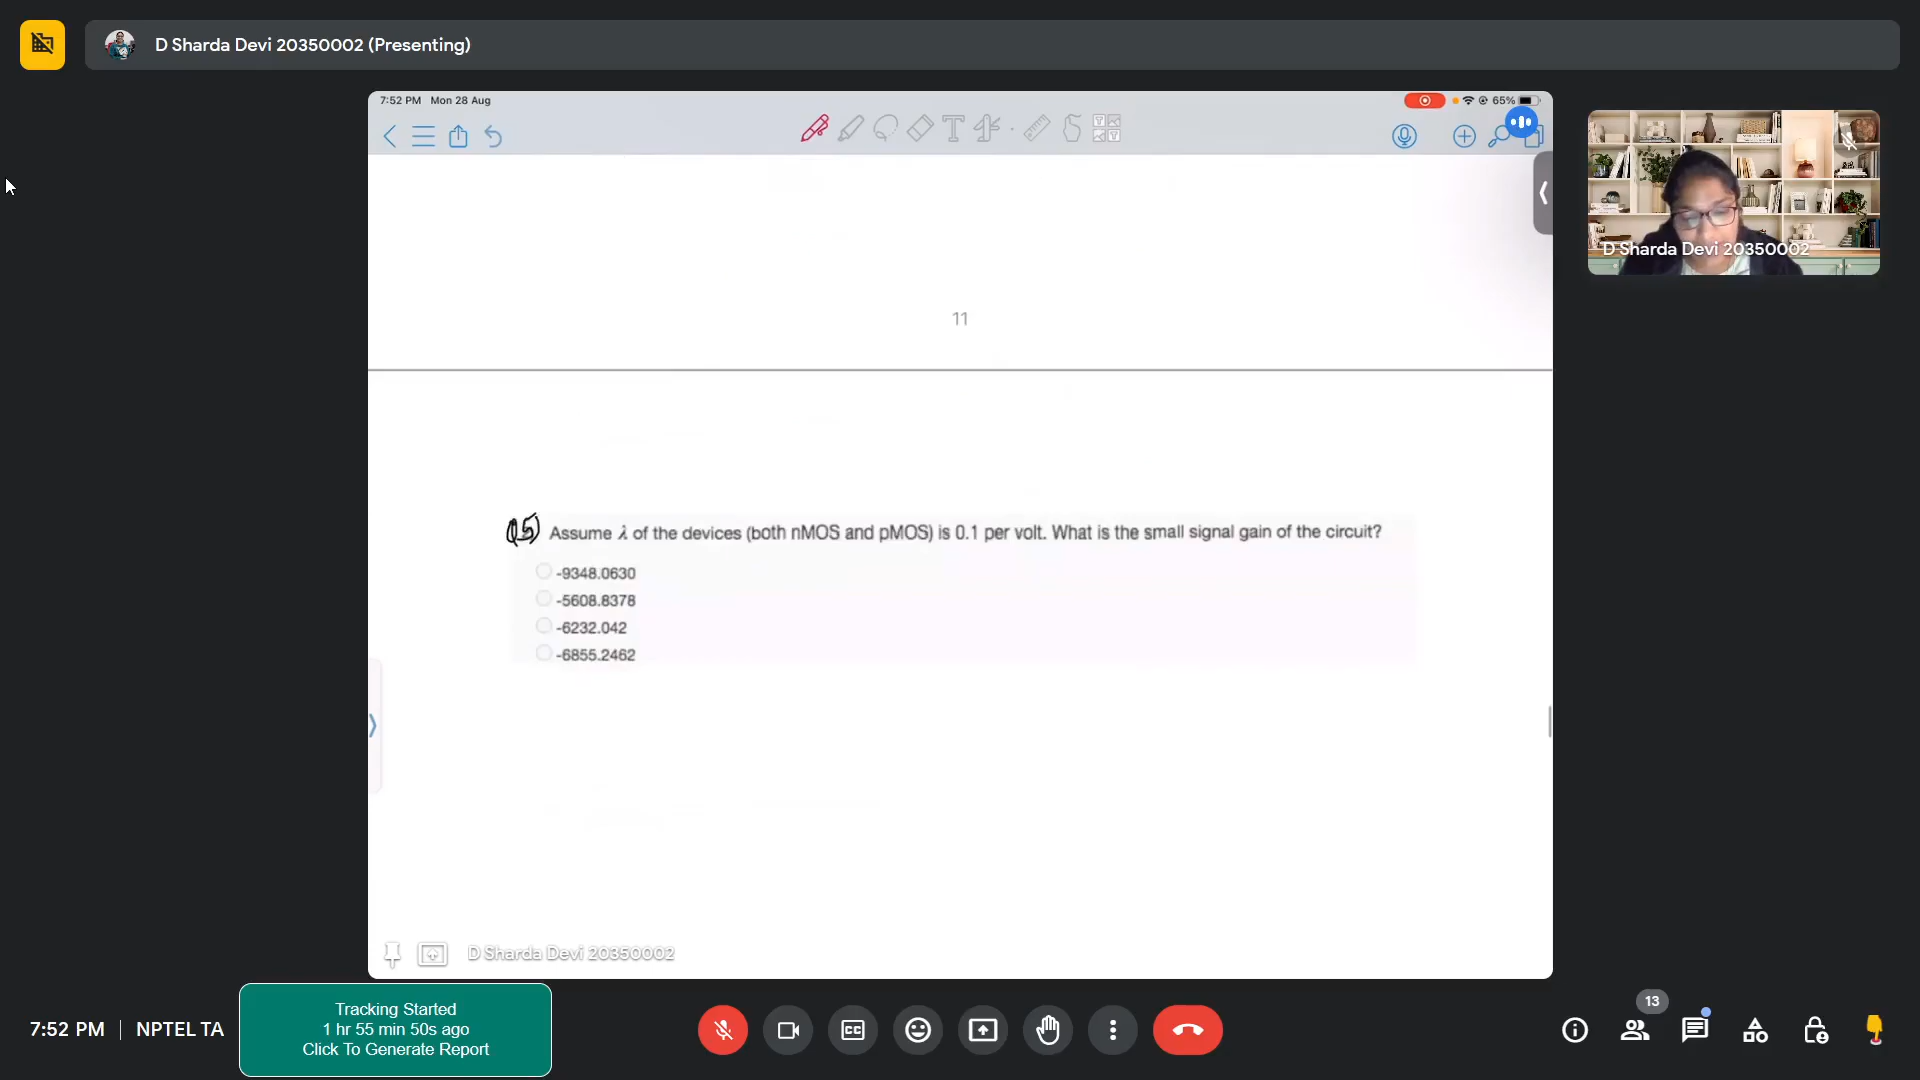 D Sharda Devi 20350002 (Presenting)
7:52 PM Mon 28 Aug
65%
D Sharda Devi 20350002
11
Q5) Assume λ of the devices (both nMOS and pMOS) is 0.1 per volt. What is the small signal gain of the circuit?
-9348.0630
-5608.8378
-6232.042
-6855.2462
D Sharda Devi 20350002
7:52 PM | NPTEL TA
Tracking Started
1 hr 55 min 50s ago
Click To Generate Report
CC
13